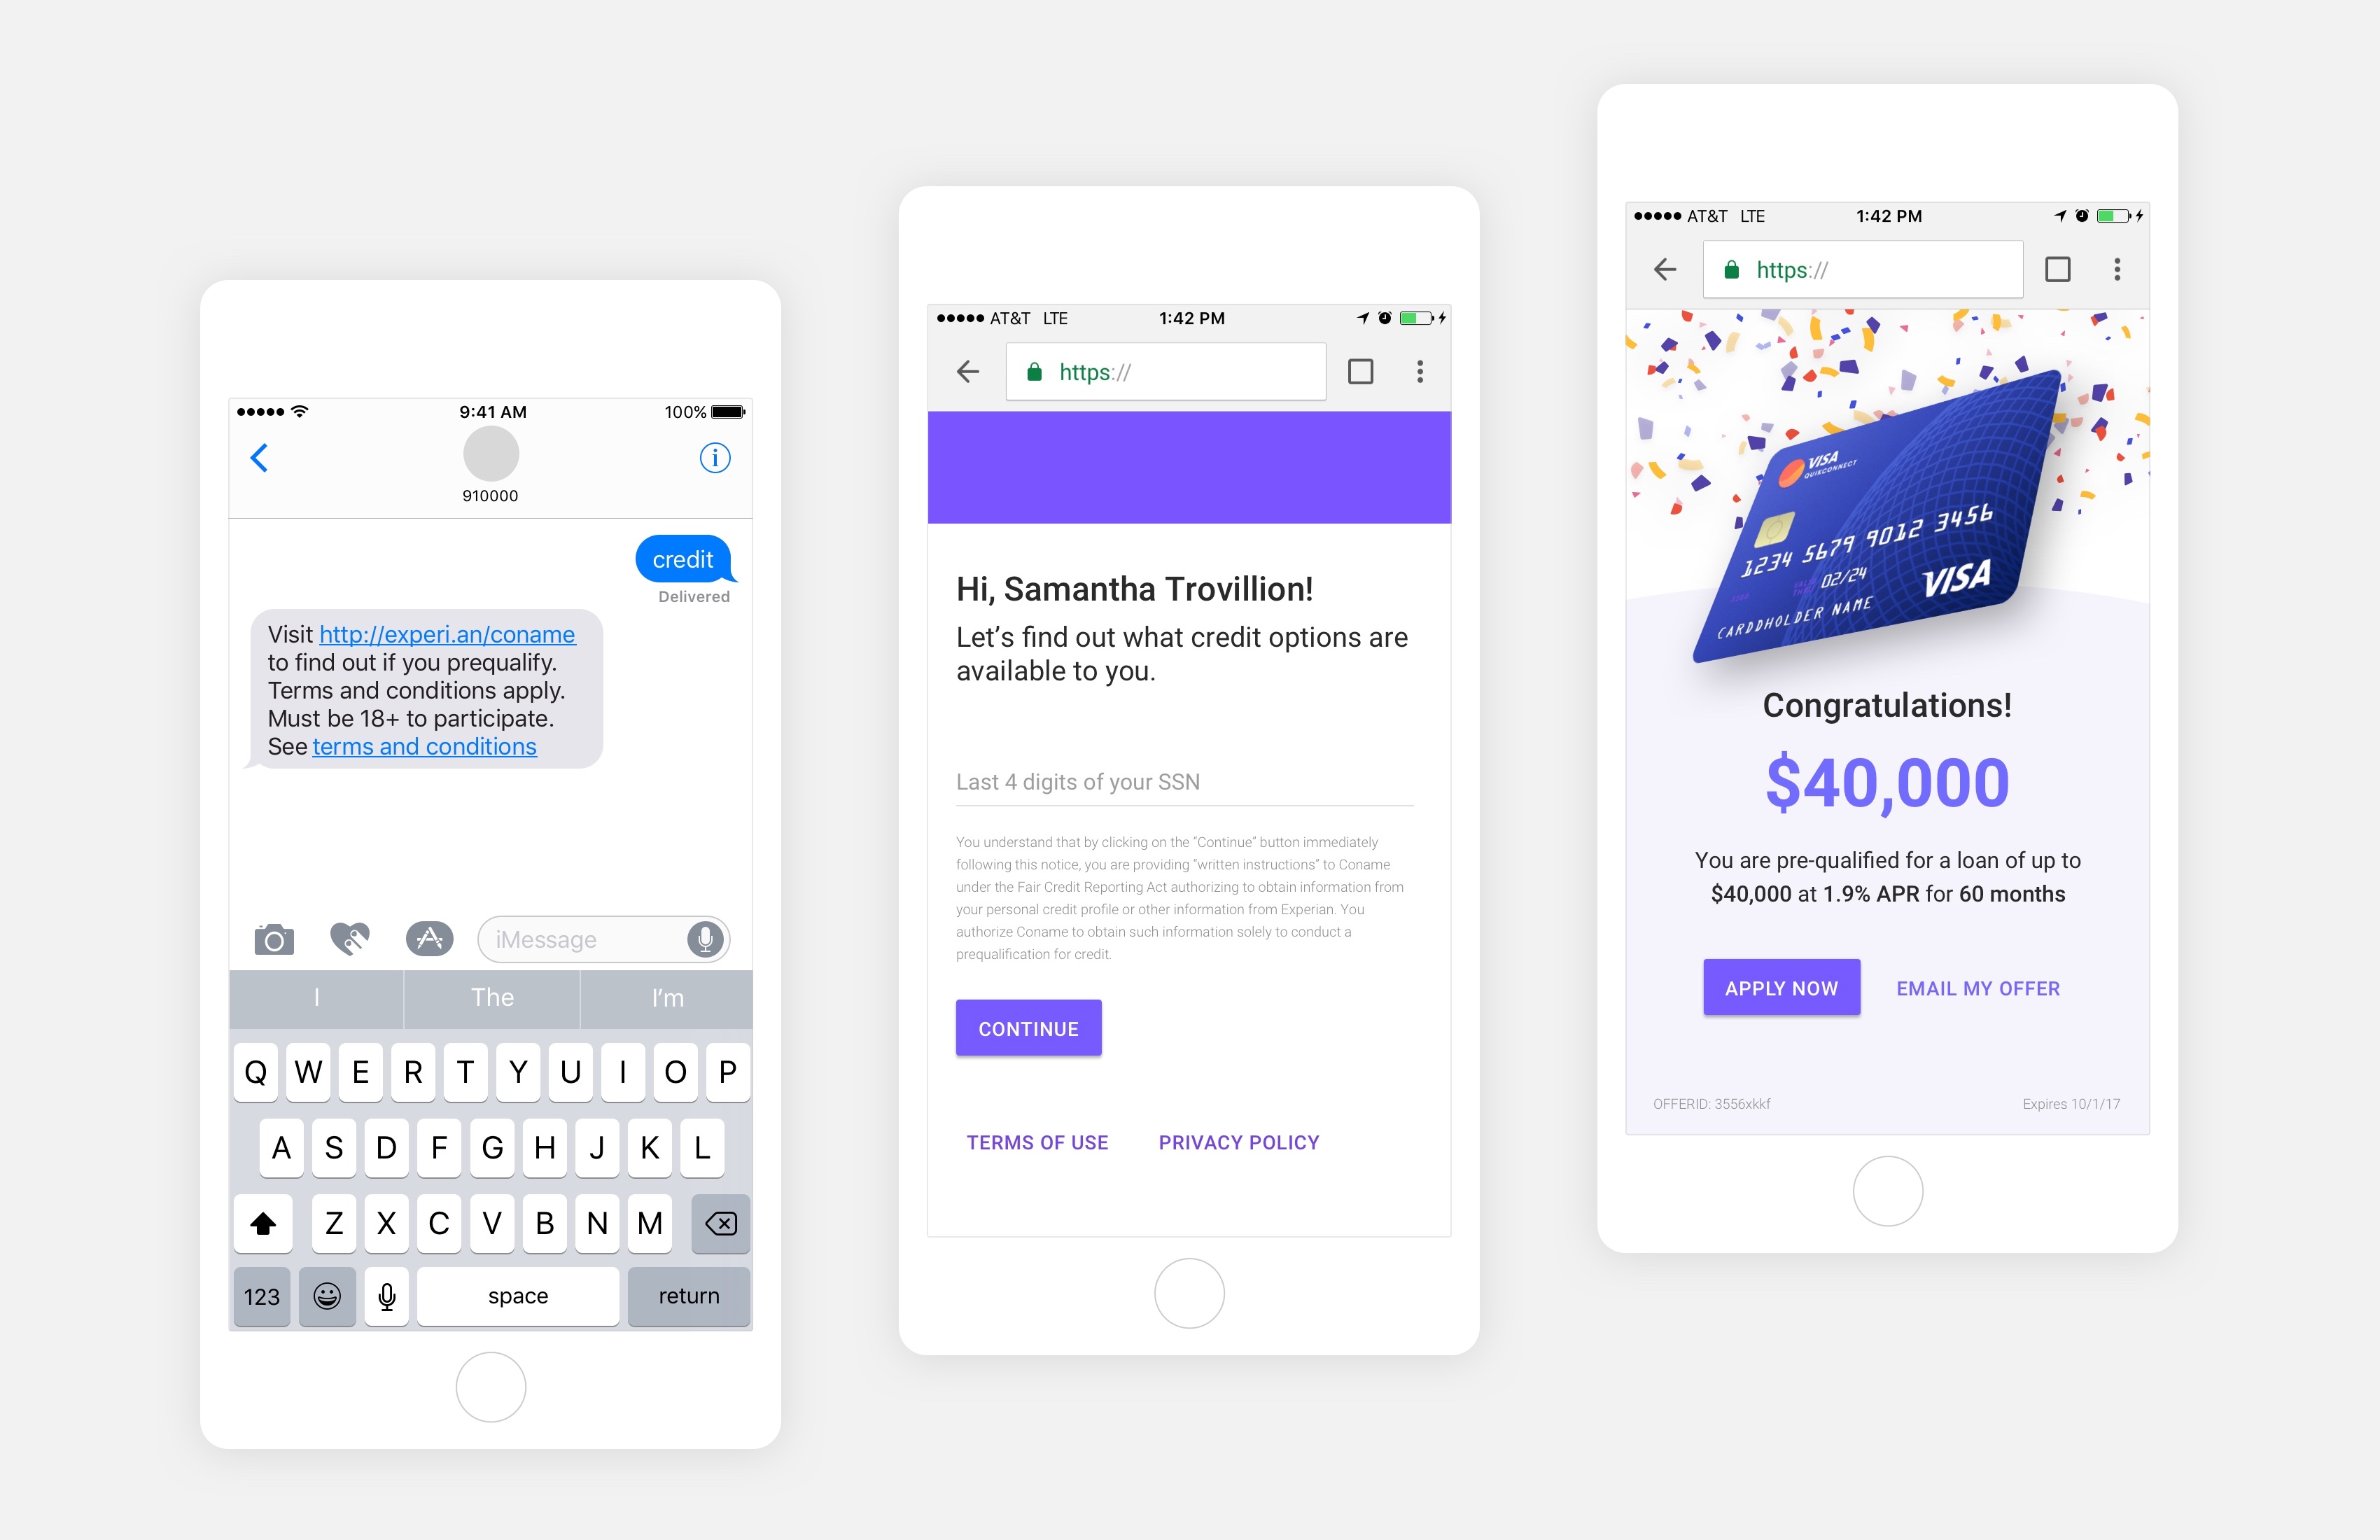 9:41 AM
100%
910000
credit
Delivered
Visit http://experi.an/coname
to find out if you prequalify.
Terms and conditions apply.
Must be 18+ to participate.
See terms and conditions
iMessage
I
The
I'm
Q W E R T Y U I O P
A S D F G H J K L
Z X C V B N M
123
space
return
AT&T LTE
1:42 PM
https://
Hi, Samantha Trovillion!
Let's find out what credit options are
available to you.
Last 4 digits of your SSN
You understand that by clicking on the "Continue" button immediately
following this notice, you are providing "written instructions" to Coname
under the Fair Credit Reporting Act authorizing to obtain information from
your personal credit profile or other information from Experian. You
authorize Coname to obtain such information solely to conduct a
prequalification for credit.
CONTINUE
TERMS OF USE
PRIVACY POLICY
AT&T LTE
1:42 PM
https://
VISA
QUIKCONNECT
1234 5679 9012 3456
02/24
CARDDHOLDER NAME
VISA
Congratulations!
$40,000
You are pre-qualified for a loan of up to
$40,000 at 1.9% APR for 60 months
APPLY NOW
EMAIL MY OFFER
OFFERID: 3556xkkf
Expires 10/1/17